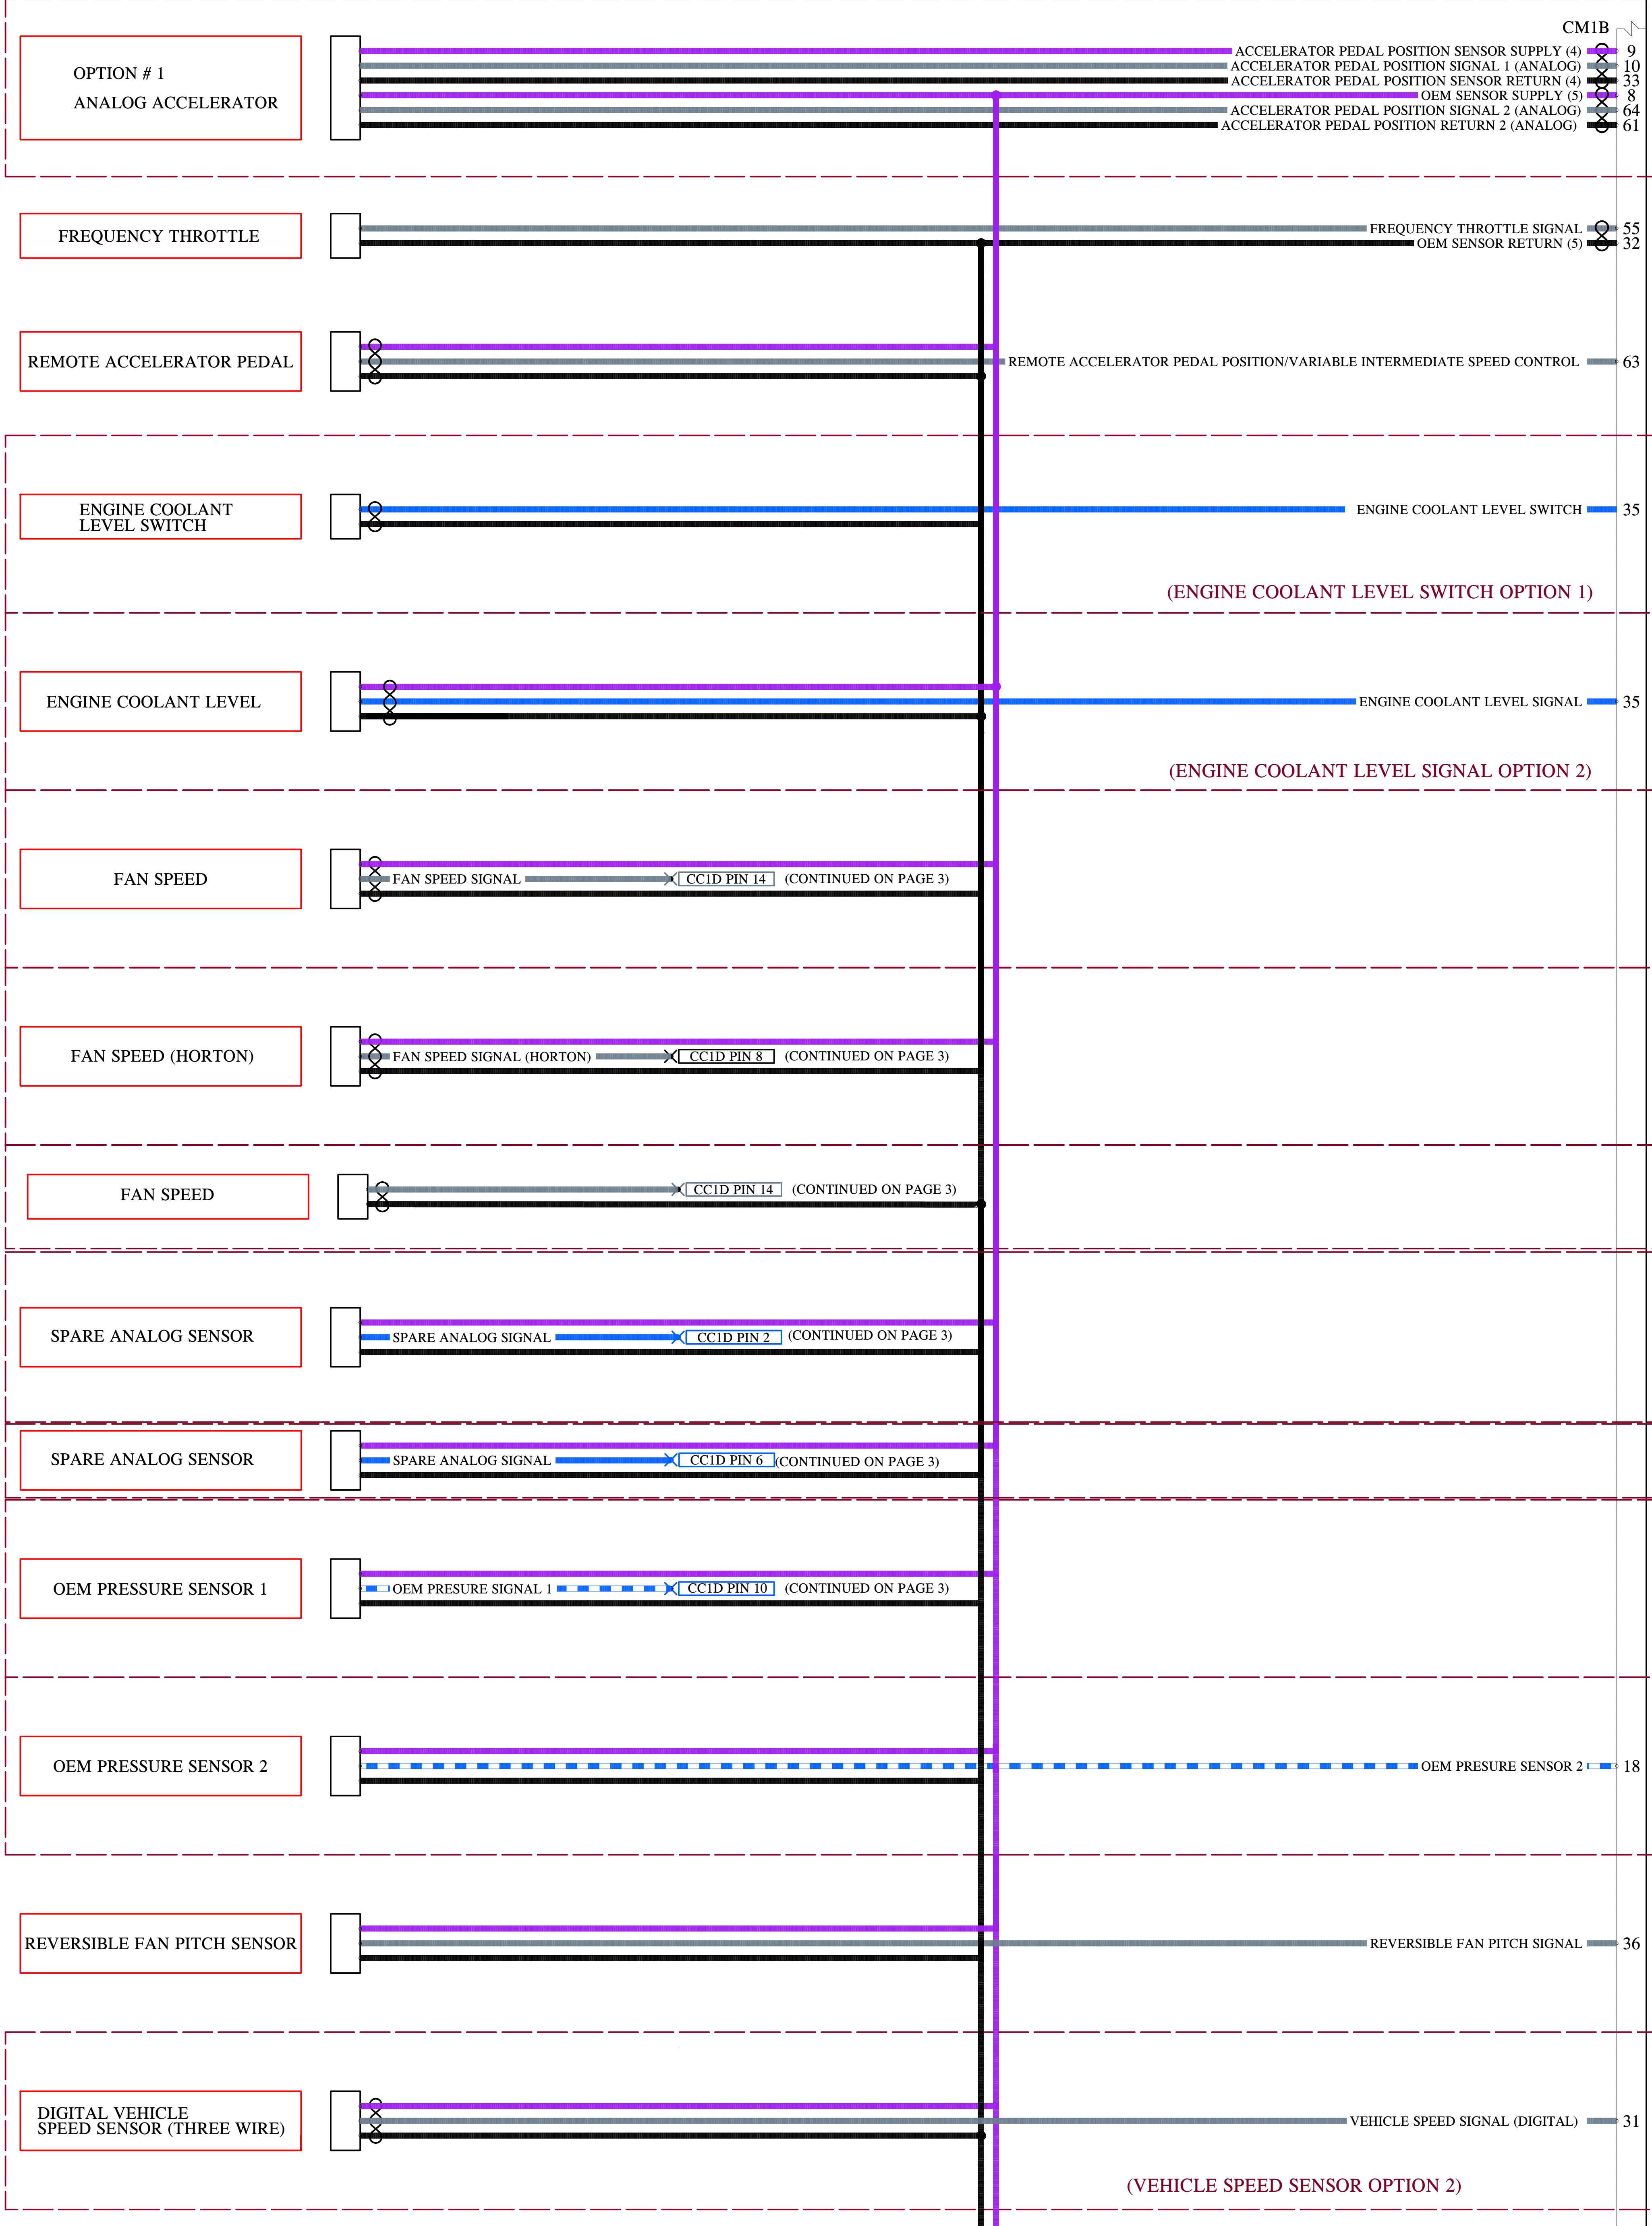 CM1B
OPTION # 1
ANALOG ACCELERATOR
ACCELERATOR PEDAL POSITION SENSOR SUPPLY (4) 9
ACCELERATOR PEDAL POSITION SIGNAL 1 (ANALOG) 10
ACCELERATOR PEDAL POSITION SENSOR RETURN (4) 33
OEM SENSOR SUPPLY (5) 8
ACCELERATOR PEDAL POSITION SIGNAL 2 (ANALOG) 64
ACCELERATOR PEDAL POSITION RETURN 2 (ANALOG) 61
FREQUENCY THROTTLE
FREQUENCY THROTTLE SIGNAL 55
OEM SENSOR RETURN (5) 32
REMOTE ACCELERATOR PEDAL
REMOTE ACCELERATOR PEDAL POSITION/VARIABLE INTERMEDIATE SPEED CONTROL 63
ENGINE COOLANT
LEVEL SWITCH
ENGINE COOLANT LEVEL SWITCH 35
(ENGINE COOLANT LEVEL SWITCH OPTION 1)
ENGINE COOLANT LEVEL
ENGINE COOLANT LEVEL SIGNAL 35
(ENGINE COOLANT LEVEL SIGNAL OPTION 2)
FAN SPEED
FAN SPEED SIGNAL CC1D PIN 14 (CONTINUED ON PAGE 3)
FAN SPEED (HORTON)
FAN SPEED SIGNAL (HORTON) CC1D PIN 8 (CONTINUED ON PAGE 3)
FAN SPEED
CC1D PIN 14 (CONTINUED ON PAGE 3)
SPARE ANALOG SENSOR
SPARE ANALOG SIGNAL CC1D PIN 2 (CONTINUED ON PAGE 3)
SPARE ANALOG SENSOR
SPARE ANALOG SIGNAL CC1D PIN 6 (CONTINUED ON PAGE 3)
OEM PRESSURE SENSOR 1
OEM PRESURE SIGNAL 1 CC1D PIN 10 (CONTINUED ON PAGE 3)
OEM PRESSURE SENSOR 2
OEM PRESURE SENSOR 2 18
REVERSIBLE FAN PITCH SENSOR
REVERSIBLE FAN PITCH SIGNAL 36
DIGITAL VEHICLE
SPEED SENSOR (THREE WIRE)
VEHICLE SPEED SIGNAL (DIGITAL) 31
(VEHICLE SPEED SENSOR OPTION 2)